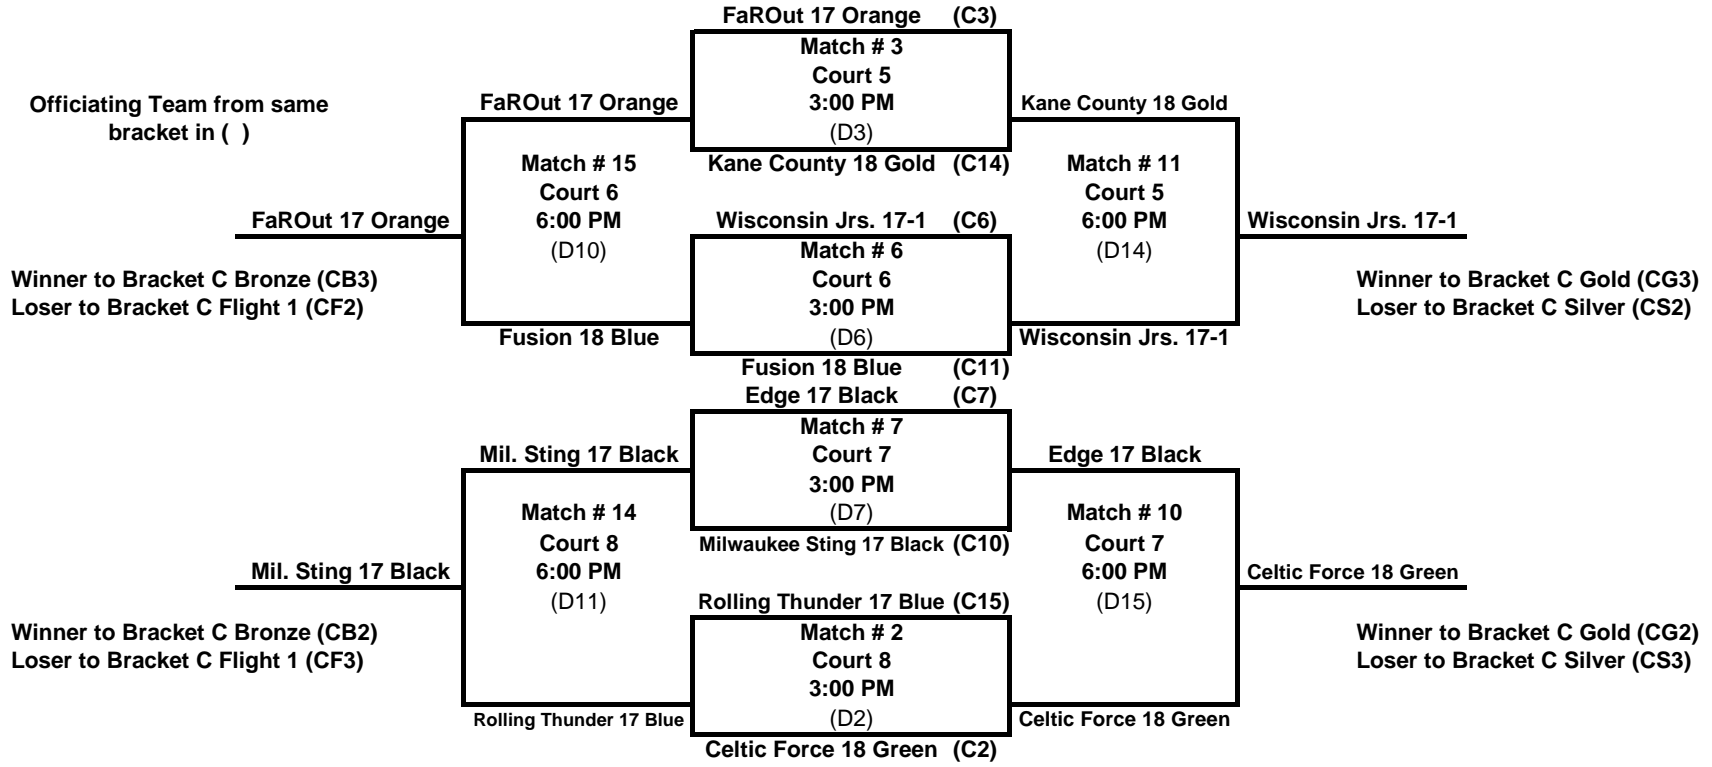 FaROut 17 Orange (C3)
Match # 3
Court 5
3:00 PM
(D3)
Kane County 18 Gold (C14)
Officiating Team from same
bracket in ( )
FaROut 17 Orange
Kane County 18 Gold
Match # 15
Court 6
6:00 PM
(D10)
Match # 11
Court 5
6:00 PM
(D14)
FaROut 17 Orange
Wisconsin Jrs. 17-1 (C6)
Match # 6
Court 6
3:00 PM
(D6)
Fusion 18 Blue (C11)
Wisconsin Jrs. 17-1
Winner to Bracket C Bronze (CB3)
Loser to Bracket C Flight 1 (CF2)
Winner to Bracket C Gold (CG3)
Loser to Bracket C Silver (CS2)
Fusion 18 Blue
Wisconsin Jrs. 17-1
Edge 17 Black (C7)
Match # 7
Court 7
3:00 PM
(D7)
Milwaukee Sting 17 Black (C10)
Mil. Sting 17 Black
Edge 17 Black
Match # 14
Court 8
6:00 PM
(D11)
Match # 10
Court 7
6:00 PM
(D15)
Mil. Sting 17 Black
Celtic Force 18 Green
Rolling Thunder 17 Blue (C15)
Match # 2
Court 8
3:00 PM
(D2)
Celtic Force 18 Green (C2)
Winner to Bracket C Bronze (CB2)
Loser to Bracket C Flight 1 (CF3)
Winner to Bracket C Gold (CG2)
Loser to Bracket C Silver (CS3)
Rolling Thunder 17 Blue
Celtic Force 18 Green